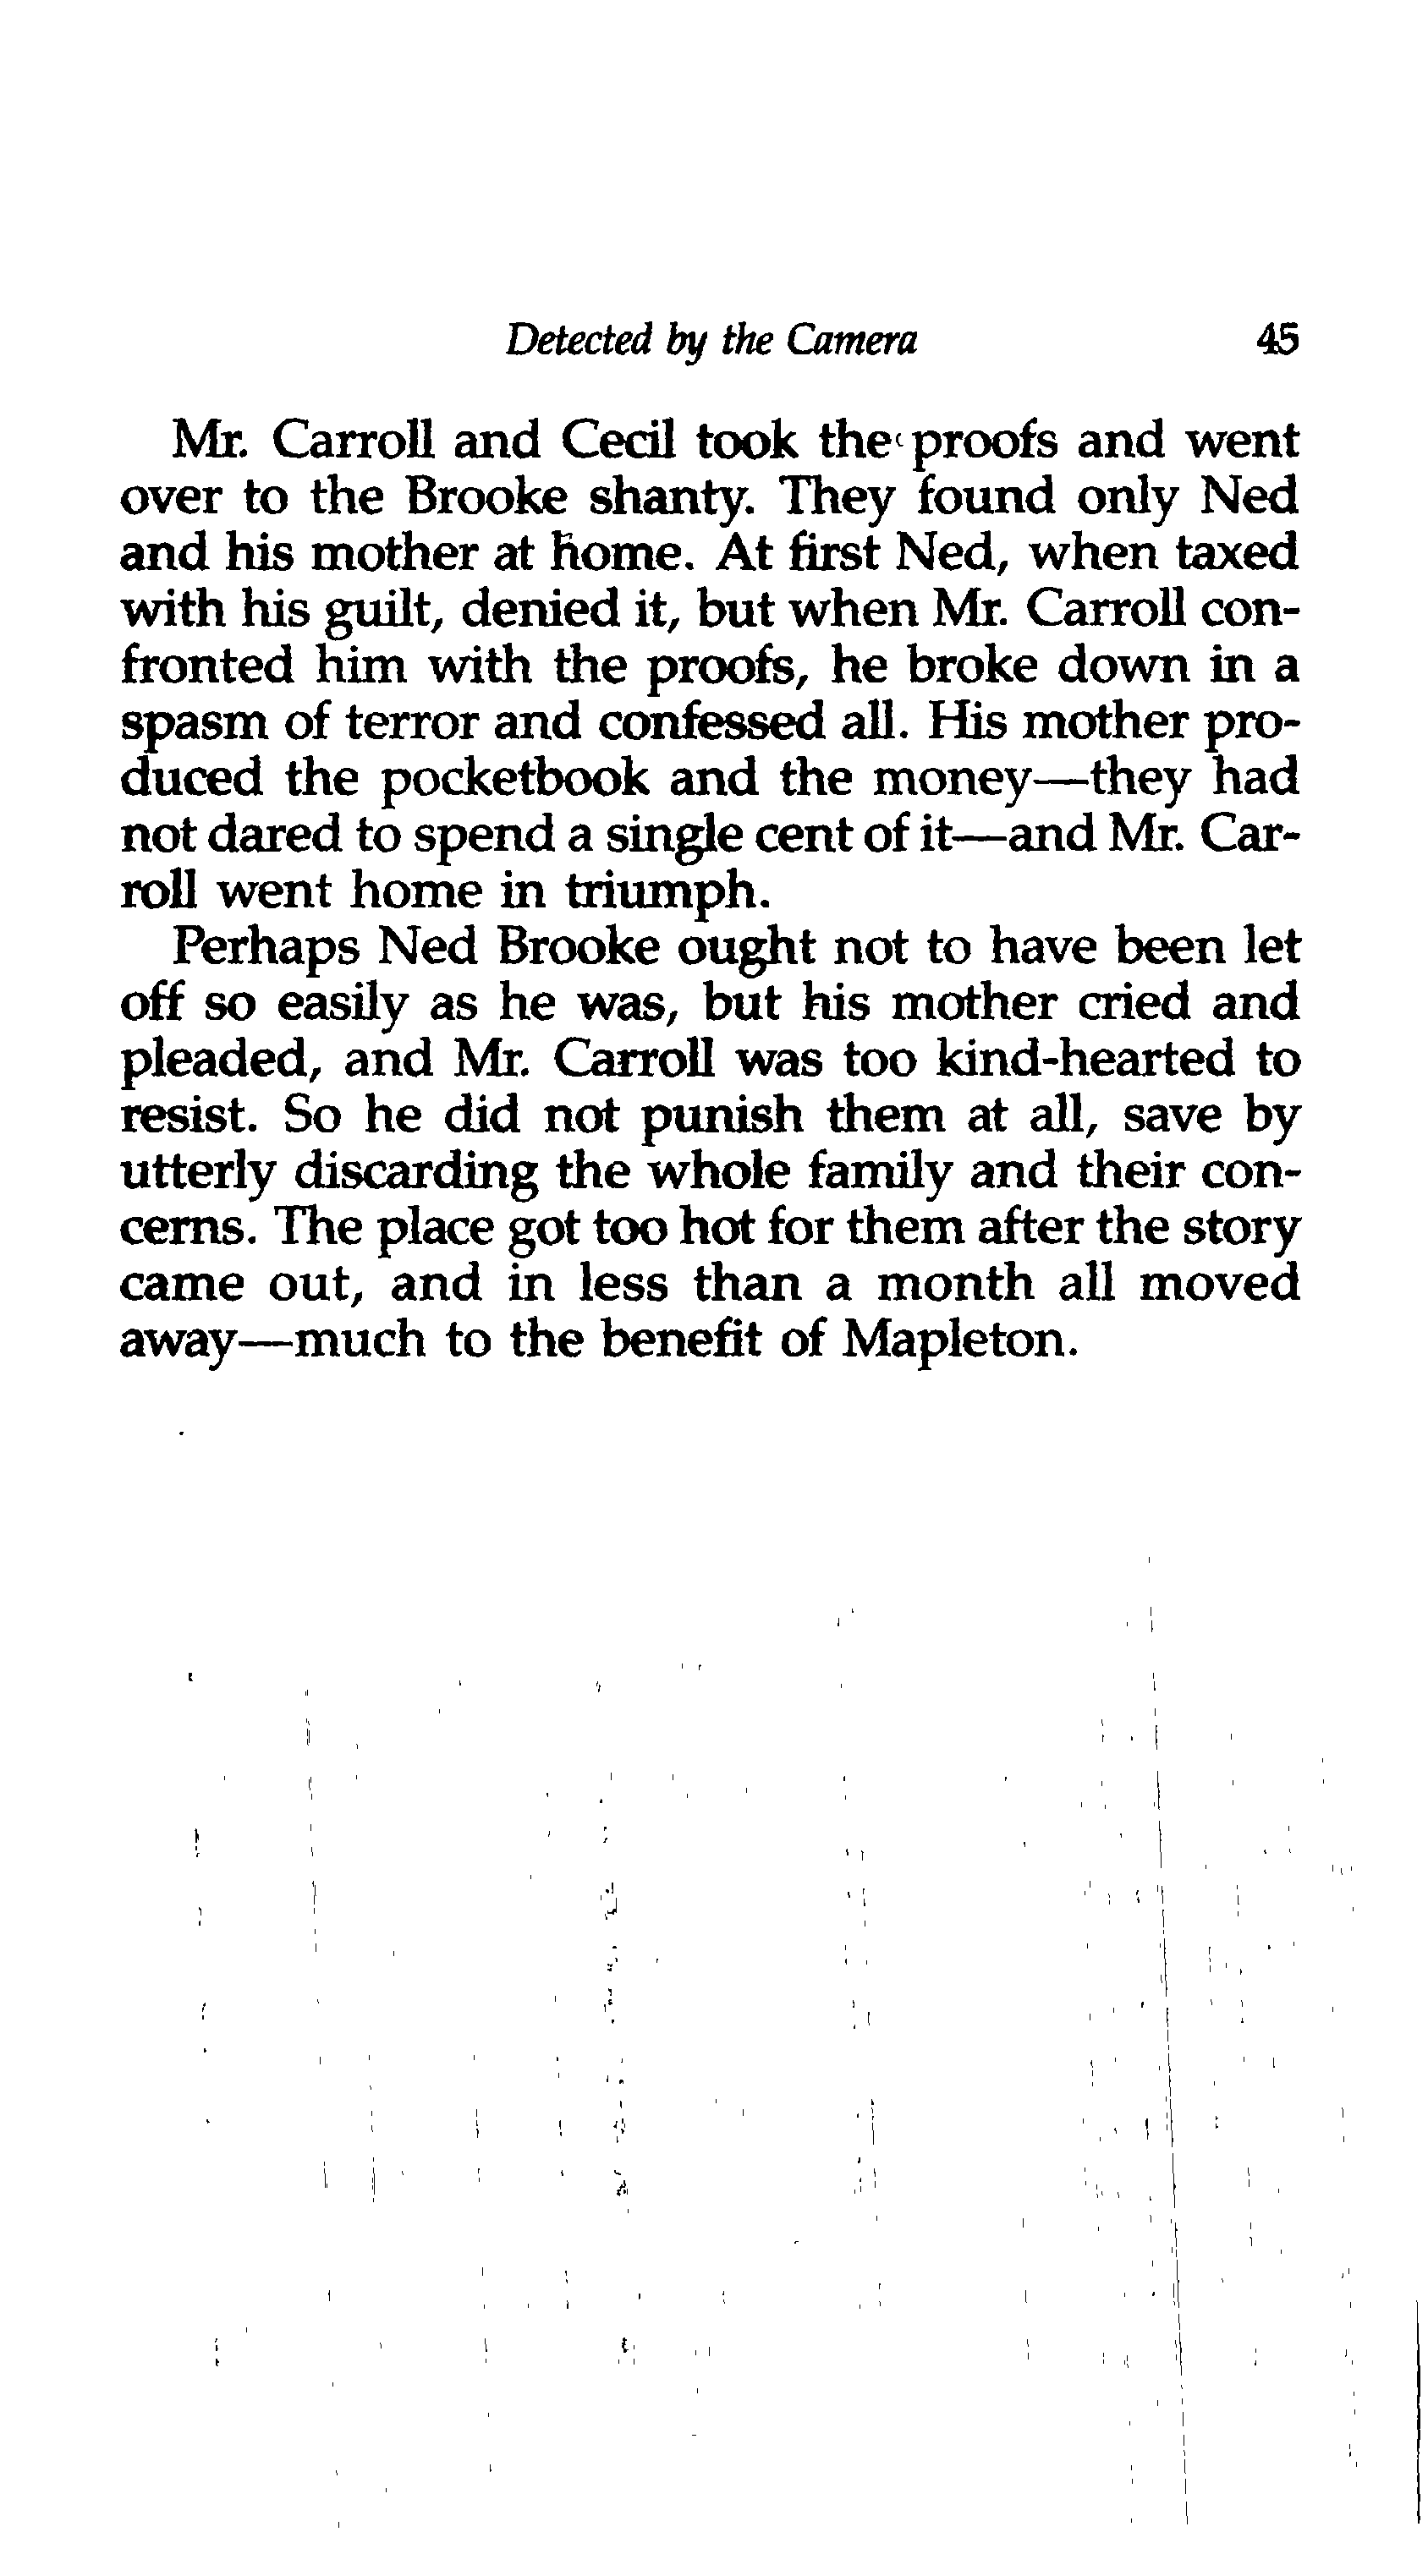 Detected by the Camera 45
Mr. Carroll and Cecil took the proofs and went
over to the Brooke shanty. They found only Ned
and his mother at home. At first Ned, when taxed
with his guilt, denied it, but when Mr. Carroll con-
fronted him with the proofs, he broke down in a
spasm of terror and confessed all. His mother pro-
duced the pocketbook and the money—they had
not dared to spend a single cent of it—and Mr. Car-
roll went home in triumph.
Perhaps Ned Brooke ought not to have been let
off so easily as he was, but his mother cried and
pleaded, and Mr. Carroll was too kind-hearted to
resist. So he did not punish them at all, save by
utterly discarding the whole family and their con-
cerns. The place got too hot for them after the story
came out, and in less than a month all moved
away—much to the benefit of Mapleton.